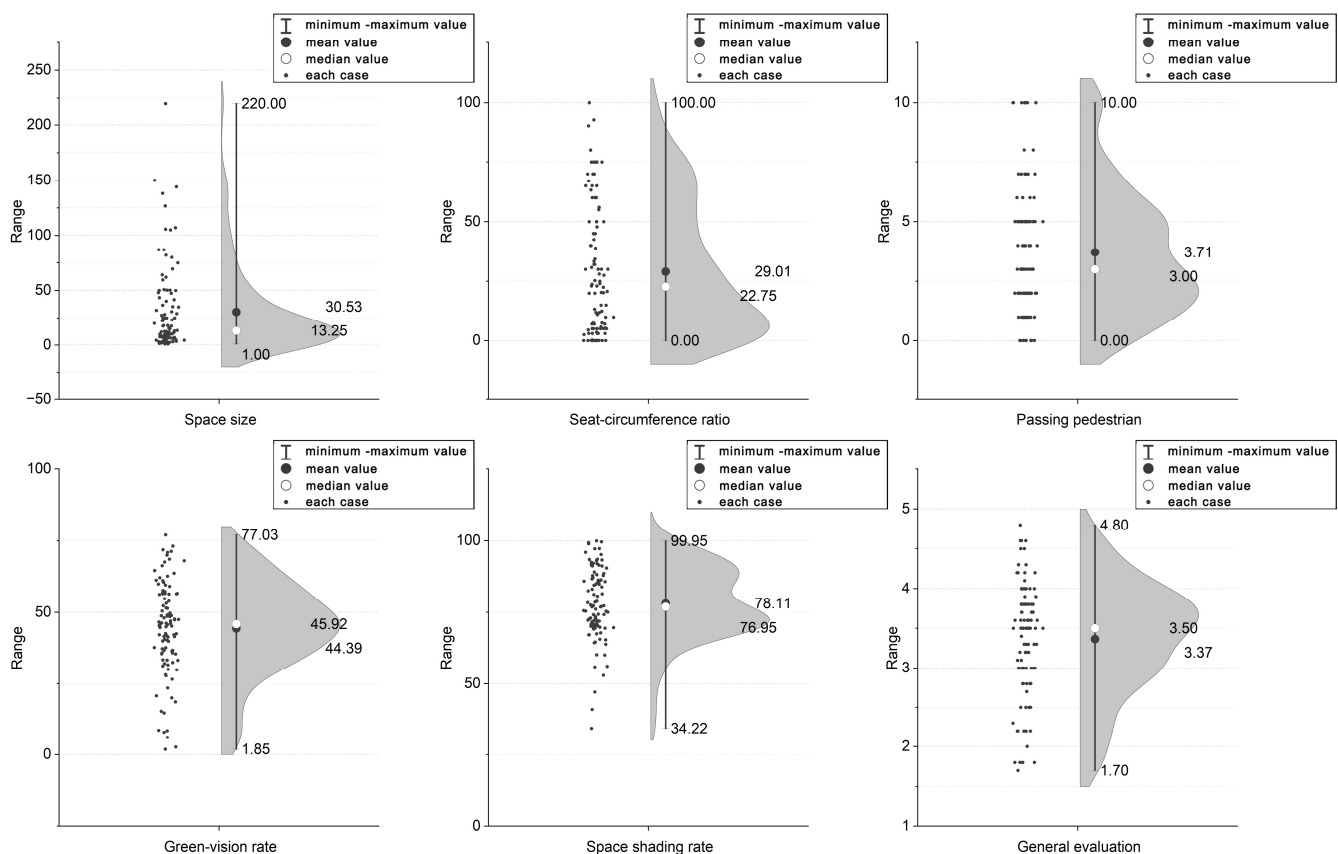 minimum -maximum value
mean value
median value
each case
250
200
150
100
50
0
−50
Range
220.00
30.53
13.25
1.00
Space size
minimum -maximum value
mean value
median value
each case
100
50
0
Range
100.00
29.01
22.75
0.00
Seat-circumference ratio
minimum -maximum value
mean value
median value
each case
10
5
0
Range
10.00
3.71
3.00
0.00
Passing pedestrian
minimum -maximum value
mean value
median value
each case
100
50
0
Range
77.03
45.92
44.39
1.85
Green-vision rate
minimum -maximum value
mean value
median value
each case
100
50
0
Range
99.95
78.11
76.95
34.22
Space shading rate
minimum -maximum value
mean value
median value
each case
5
4
3
2
1
Range
4.80
3.50
3.37
1.70
General evaluation